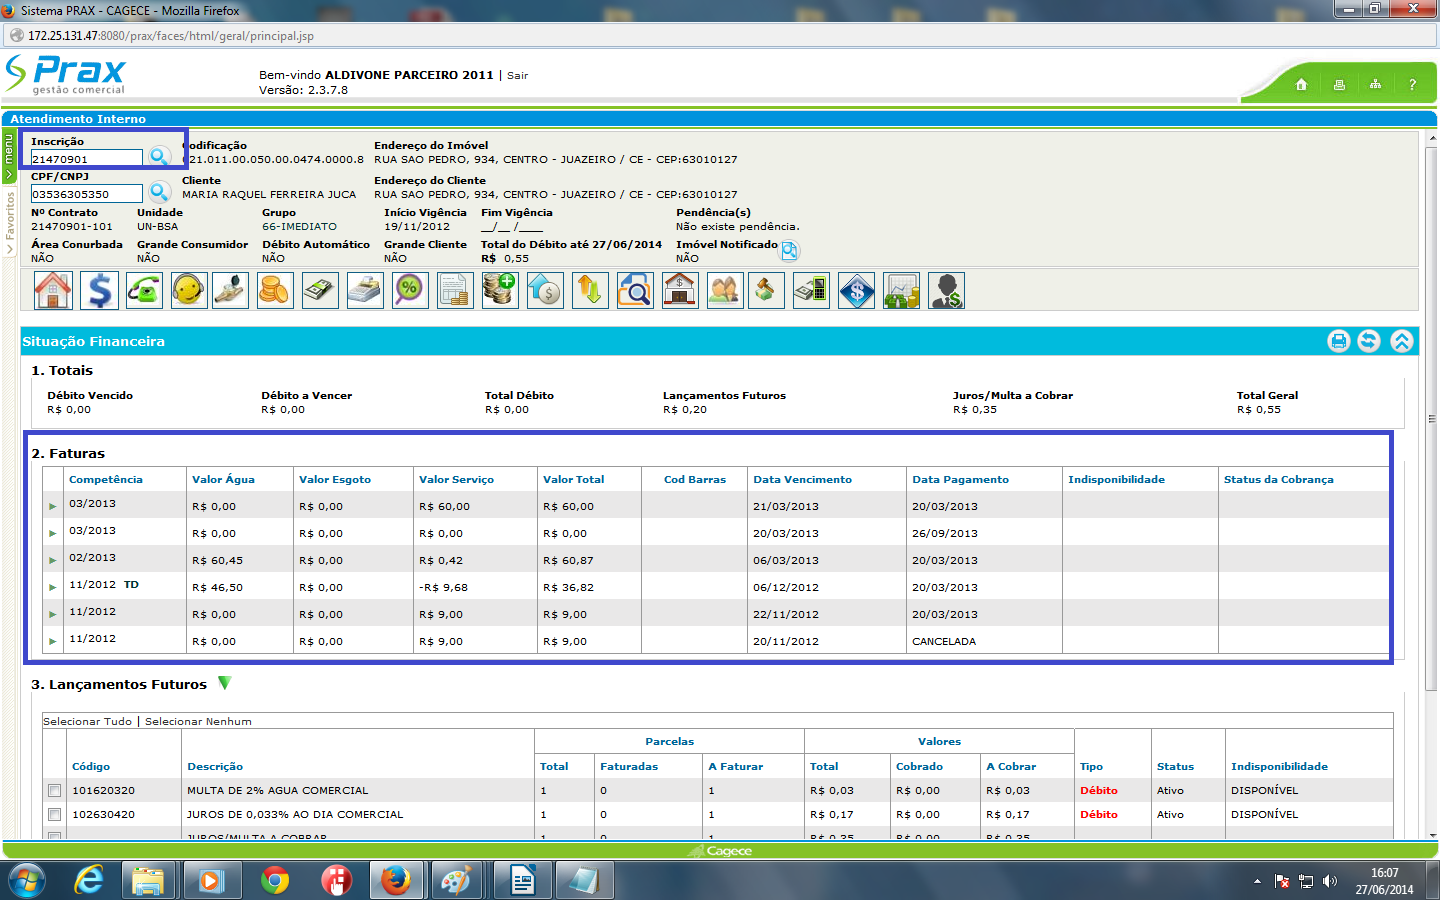 Sistema PRAX - CAGECE - Mozilla Firefox
172.25.131.47:8080/prax/faces/html/geral/principal.jsp
Prax
gestão comercial
Bem-vindo ALDIVONE PARCEIRO 2011 | Sair
Versão: 2.3.7.8
?
Atendimento Interno
menu
Favoritos
Inscrição Codificação Endereço do Imóvel
21470901 021.011.00.050.00.0474.0000.8 RUA SAO PEDRO, 934, CENTRO - JUAZEIRO / CE - CEP:63010127
CPF/CNPJ Cliente Endereço do Cliente
03536305350 MARIA RAQUEL FERREIRA JUCA RUA SAO PEDRO, 934, CENTRO - JUAZEIRO / CE - CEP:63010127
Nº Contrato Unidade Grupo Início Vigência Fim Vigência Pendência(s)
21470901-101 UN-BSA 66-IMEDIATO 19/11/2012 __/__ /____ Não existe pendência.
Área Conurbada Grande Consumidor Débito Automático Grande Cliente Total do Débito até 27/06/2014 Imóvel Notificado
NÃO NÃO NÃO NÃO R$ 0,55 NÃO
Situação Financeira
1. Totais
Débito Vencido Débito a Vencer Total Débito Lançamentos Futuros Juros/Multa a Cobrar Total Geral
R$ 0,00 R$ 0,00 R$ 0,00 R$ 0,20 R$ 0,35 R$ 0,55
2. Faturas
Competência Valor Água Valor Esgoto Valor Serviço Valor Total Cod Barras Data Vencimento Data Pagamento Indisponibilidade Status da Cobrança
03/2013 R$ 0,00 R$ 0,00 R$ 60,00 R$ 60,00 21/03/2013 20/03/2013
03/2013 R$ 0,00 R$ 0,00 R$ 0,00 R$ 0,00 20/03/2013 26/09/2013
02/2013 R$ 60,45 R$ 0,00 R$ 0,42 R$ 60,87 06/03/2013 20/03/2013
11/2012 TD R$ 46,50 R$ 0,00 -R$ 9,68 R$ 36,82 06/12/2012 20/03/2013
11/2012 R$ 0,00 R$ 0,00 R$ 9,00 R$ 9,00 22/11/2012 20/03/2013
11/2012 R$ 0,00 R$ 0,00 R$ 9,00 R$ 9,00 20/11/2012 CANCELADA
3. Lançamentos Futuros
Selecionar Tudo | Selecionar Nenhum
Parcelas Valores
Código Descrição Total Faturadas A Faturar Total Cobrado A Cobrar Tipo Status Indisponibilidade
101620320 MULTA DE 2% AGUA COMERCIAL 1 0 1 R$ 0,03 R$ 0,00 R$ 0,03 Débito Ativo DISPONÍVEL
102630420 JUROS DE 0,033% AO DIA COMERCIAL 1 0 1 R$ 0,17 R$ 0,00 R$ 0,17 Débito Ativo DISPONÍVEL
JUROS/MULTA A COBRAR 1 0 1 R$ 0,35 R$ 0,00 R$ 0,35
Cagece
16:07
27/06/2014